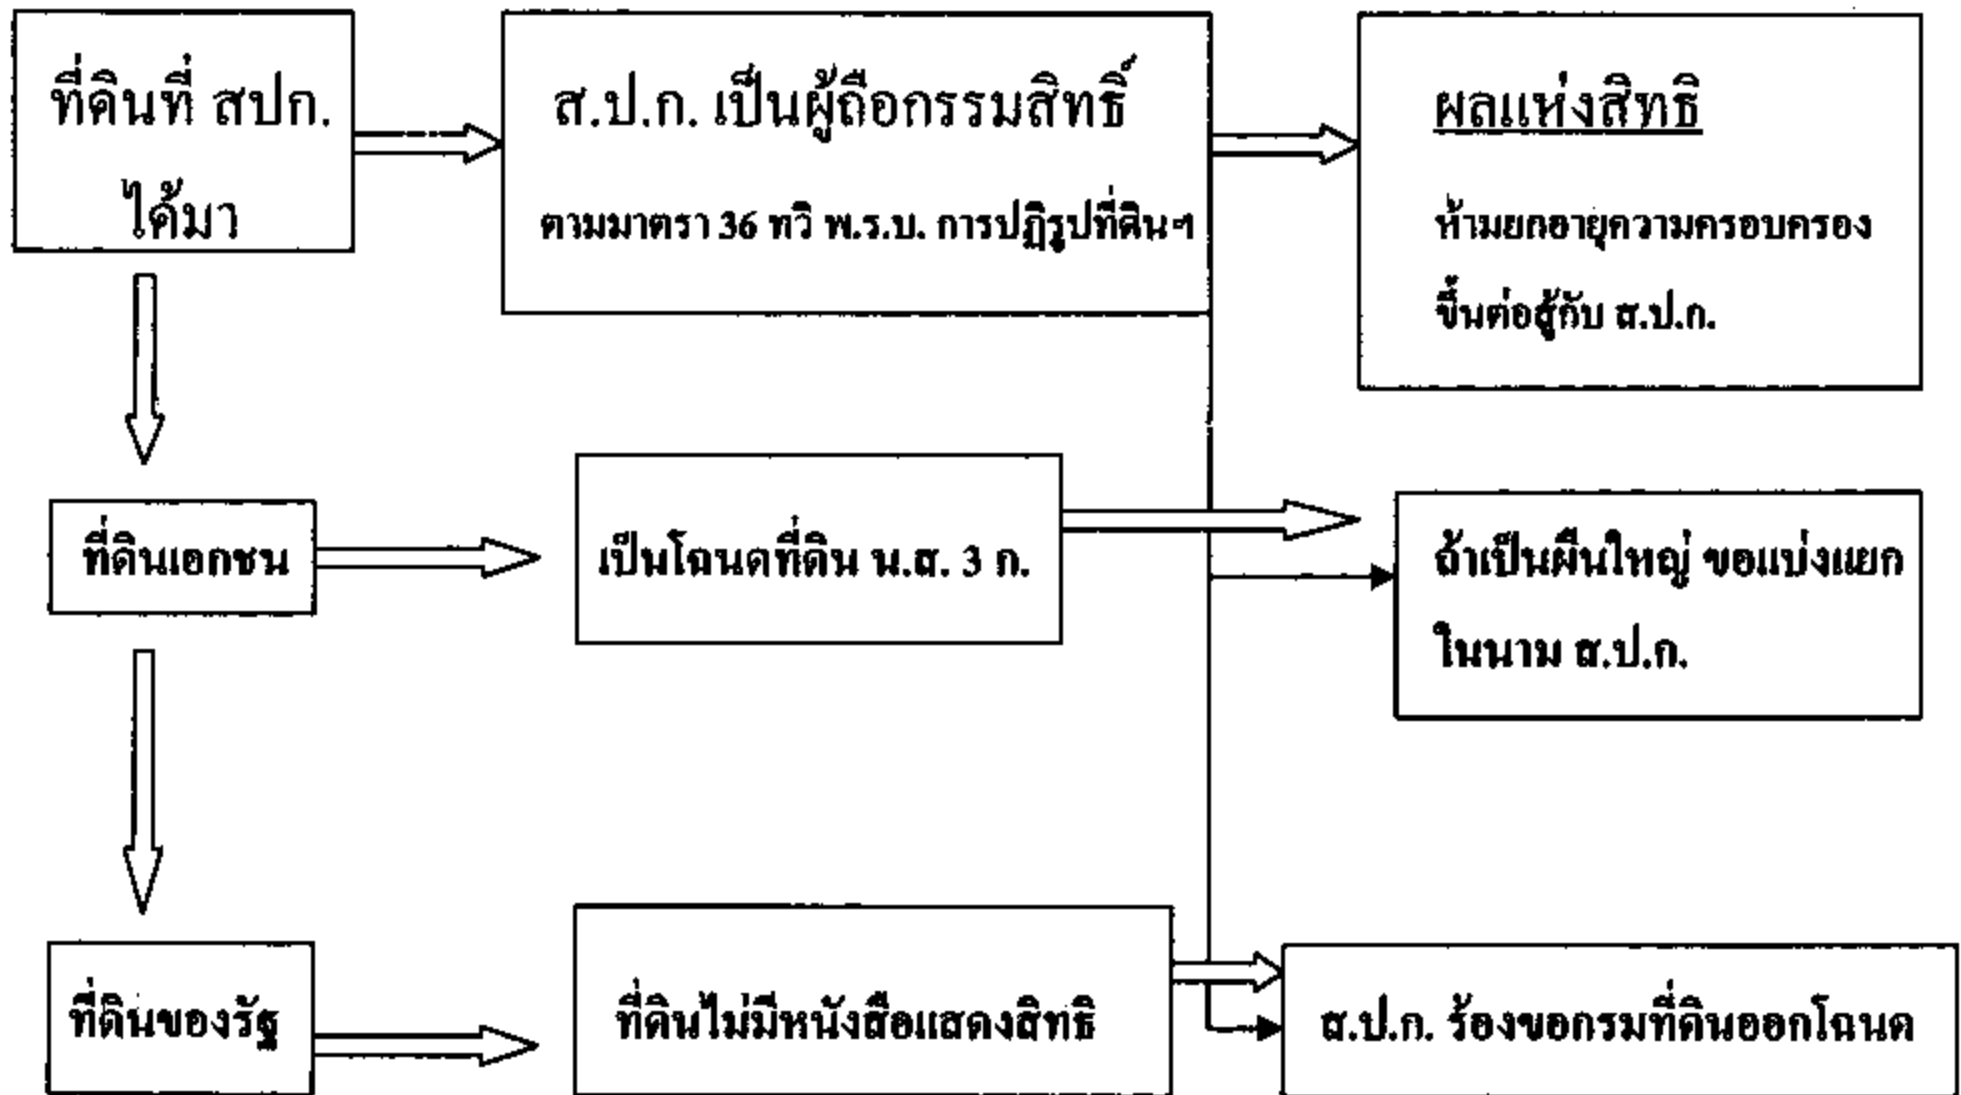 ที่ดินที่ สปก.
ได้มา
ส.ป.ก. เป็นผู้ถือกรรมสิทธิ์
ตามมาตรา 36 ทวิ พ.ร.บ. การปฏิรูปที่ดินฯ
ผลแห่งสิทธิ
ห้ามยกอายุความครอบครอง
ขึ้นต่อสู้กับ ส.ป.ก.
ที่ดินเอกชน
เป็นโฉนดที่ดิน น.ส. 3 ก.
ถ้าเป็นผืนใหญ่ ขอแบ่งแยก
ในนาม ส.ป.ก.
ที่ดินของรัฐ
ที่ดินไม่มีหนังสือแสดงสิทธิ
ส.ป.ก. ร้องขอกรมที่ดินออกโฉนด